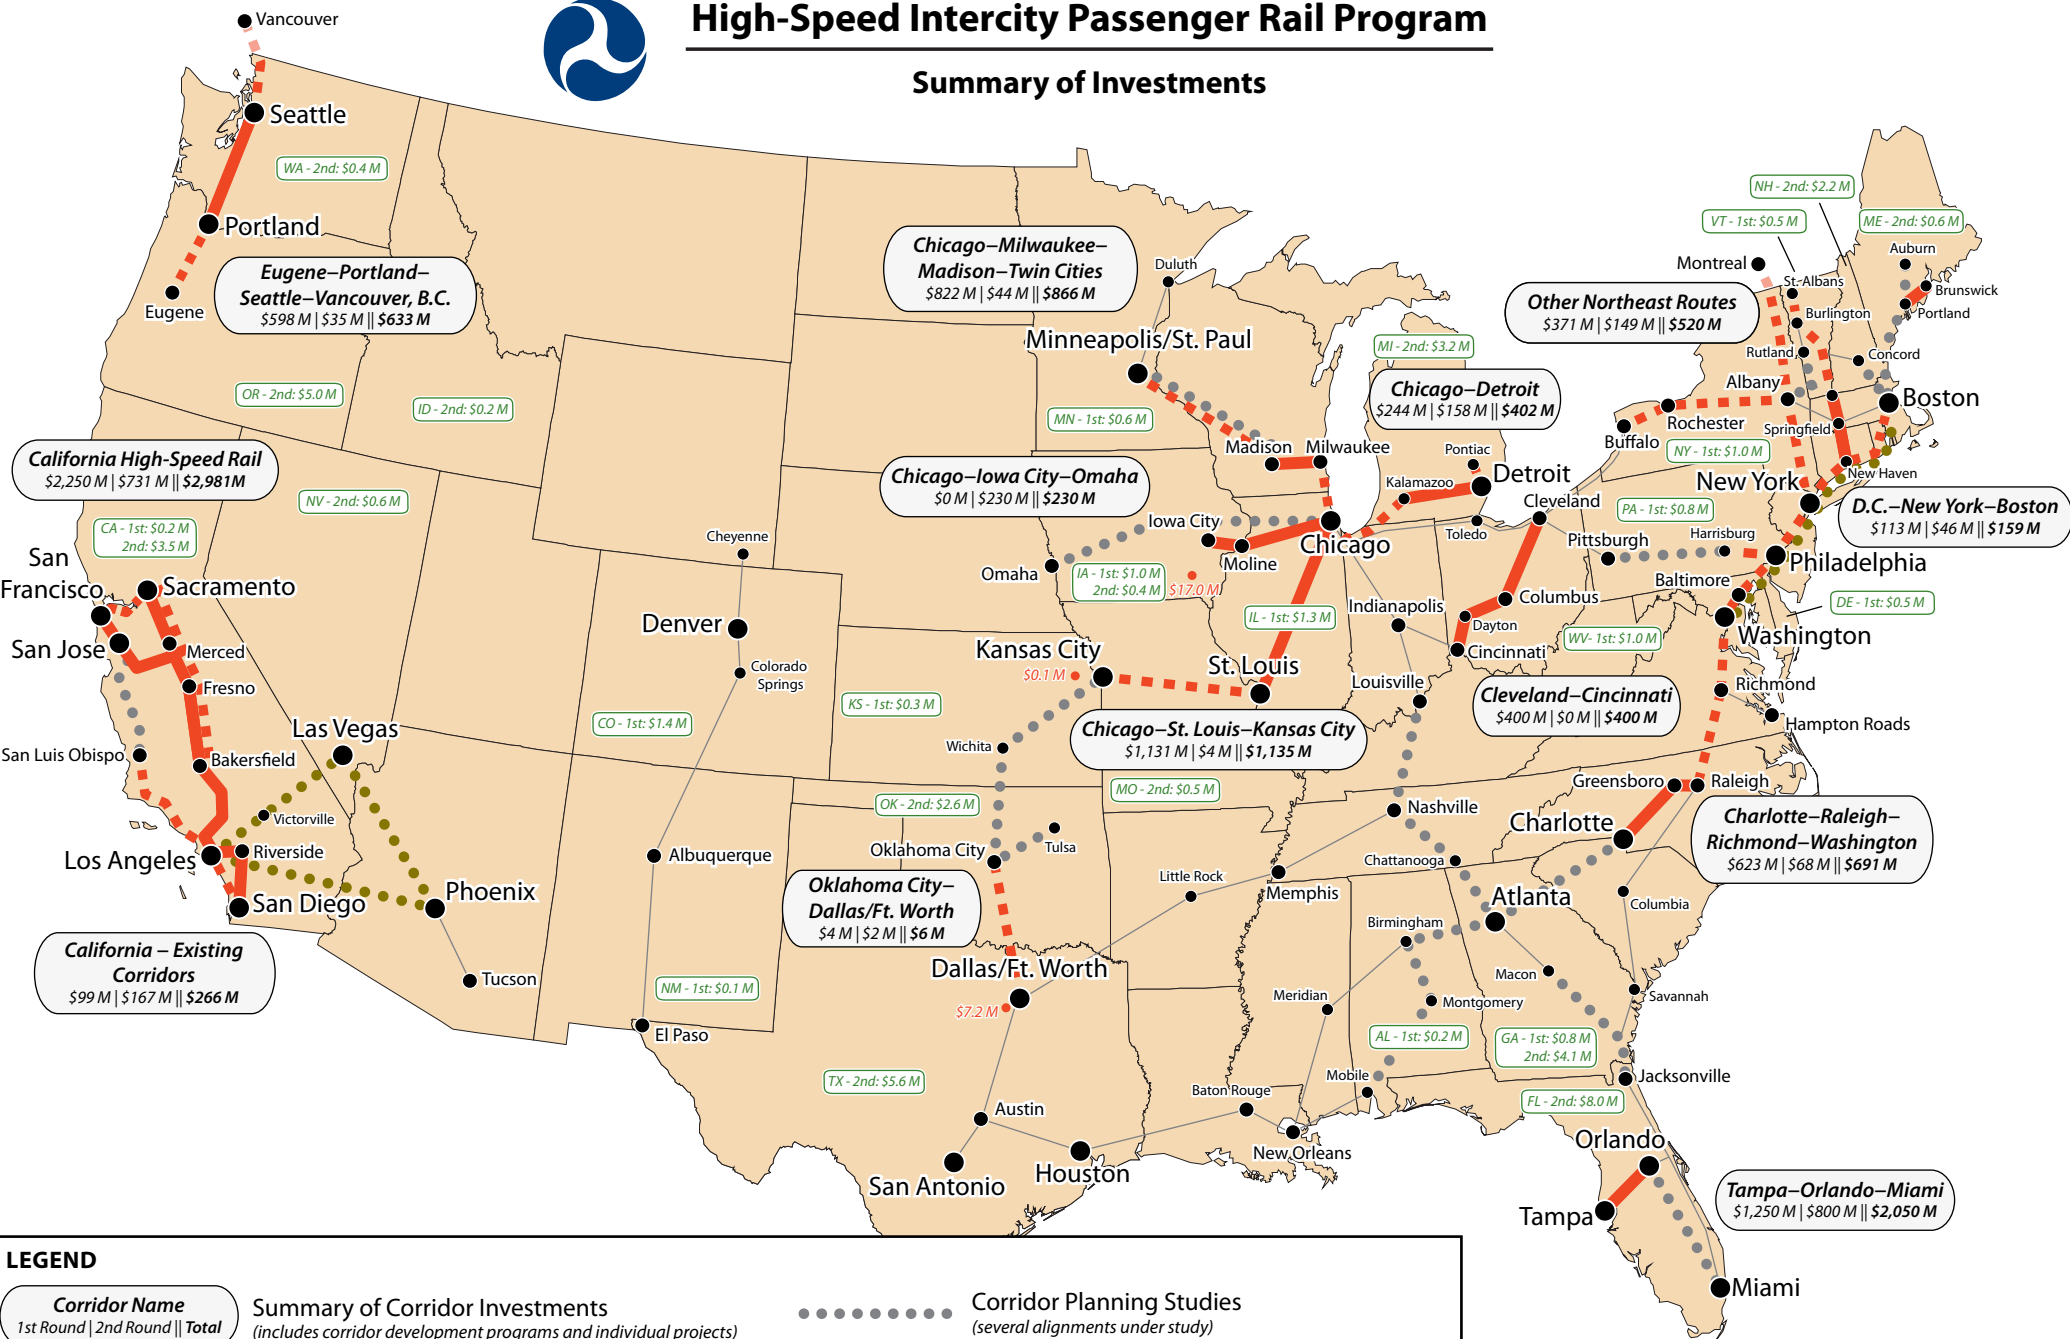 High-Speed Intercity Passenger Rail Program
Summary of Investments
Vancouver
Seattle
WA - 2nd: $0.4 M
Portland
Eugene–Portland–
Seattle–Vancouver, B.C.
$598 M | $35 M || $633 M
Eugene
OR - 2nd: $5.0 M
ID - 2nd: $0.2 M
California High-Speed Rail
$2,250 M | $731 M || $2,981M
NV - 2nd: $0.6 M
CA - 1st: $0.2 M
2nd: $3.5 M
San
Francisco
Sacramento
San Jose
Merced
Fresno
Las Vegas
San Luis Obispo
Bakersfield
Victorville
Los Angeles
Riverside
San Diego
Phoenix
Tucson
California – Existing
Corridors
$99 M | $167 M || $266 M
Cheyenne
Denver
Colorado
Springs
CO - 1st: $1.4 M
Albuquerque
NM - 1st: $0.1 M
El Paso
Chicago–Milwaukee–
Madison–Twin Cities
$822 M | $44 M || $866 M
Duluth
Minneapolis/St. Paul
MN - 1st: $0.6 M
Madison
Milwaukee
Chicago–Iowa City–Omaha
$0 M | $230 M || $230 M
Iowa City
Moline
Chicago
Omaha
IA - 1st: $1.0 M
2nd: $0.4 M
$17.0 M
IL - 1st: $1.3 M
Kansas City
$0.1 M
St. Louis
KS - 1st: $0.3 M
Chicago–St. Louis–Kansas City
$1,131 M | $4 M || $1,135 M
Wichita
MO - 2nd: $0.5 M
OK - 2nd: $2.6 M
Oklahoma City
Tulsa
Oklahoma City–
Dallas/Ft. Worth
$4 M | $2 M || $6 M
Little Rock
Memphis
Dallas/Ft. Worth
$7.2 M
TX - 2nd: $5.6 M
Austin
San Antonio
Houston
Baton Rouge
New Orleans
Mobile
Meridian
Birmingham
Montgomery
AL - 1st: $0.2 M
MI - 2nd: $3.2 M
Chicago–Detroit
$244 M | $158 M || $402 M
Pontiac
Kalamazoo
Detroit
Toledo
Cleveland
Indianapolis
Columbus
Dayton
Cincinnati
Louisville
Cleveland–Cincinnati
$400 M | $0 M || $400 M
WV- 1st: $1.0 M
Nashville
Chattanooga
Atlanta
Macon
GA - 1st: $0.8 M
2nd: $4.1 M
Savannah
Columbia
Charlotte
Greensboro
Raleigh
Charlotte–Raleigh–
Richmond–Washington
$623 M | $68 M || $691 M
Richmond
Hampton Roads
Washington
Baltimore
DE - 1st: $0.5 M
Philadelphia
Harrisburg
Pittsburgh
PA - 1st: $0.8 M
D.C.–New York–Boston
$113 M | $46 M || $159 M
New York
New Haven
NY - 1st: $1.0 M
Springfield
Buffalo
Rochester
Albany
Boston
Concord
Rutland
Burlington
St. Albans
Montreal
Other Northeast Routes
$371 M | $149 M || $520 M
VT - 1st: $0.5 M
NH - 2nd: $2.2 M
ME - 2nd: $0.6 M
Auburn
Brunswick
Portland
Jacksonville
FL - 2nd: $8.0 M
Orlando
Tampa
Miami
Tampa–Orlando–Miami
$1,250 M | $800 M || $2,050 M
LEGEND
Corridor Name
1st Round | 2nd Round || Total
Summary of Corridor Investments
(includes corridor development programs and individual projects)
Corridor Planning Studies
(several alignments under study)